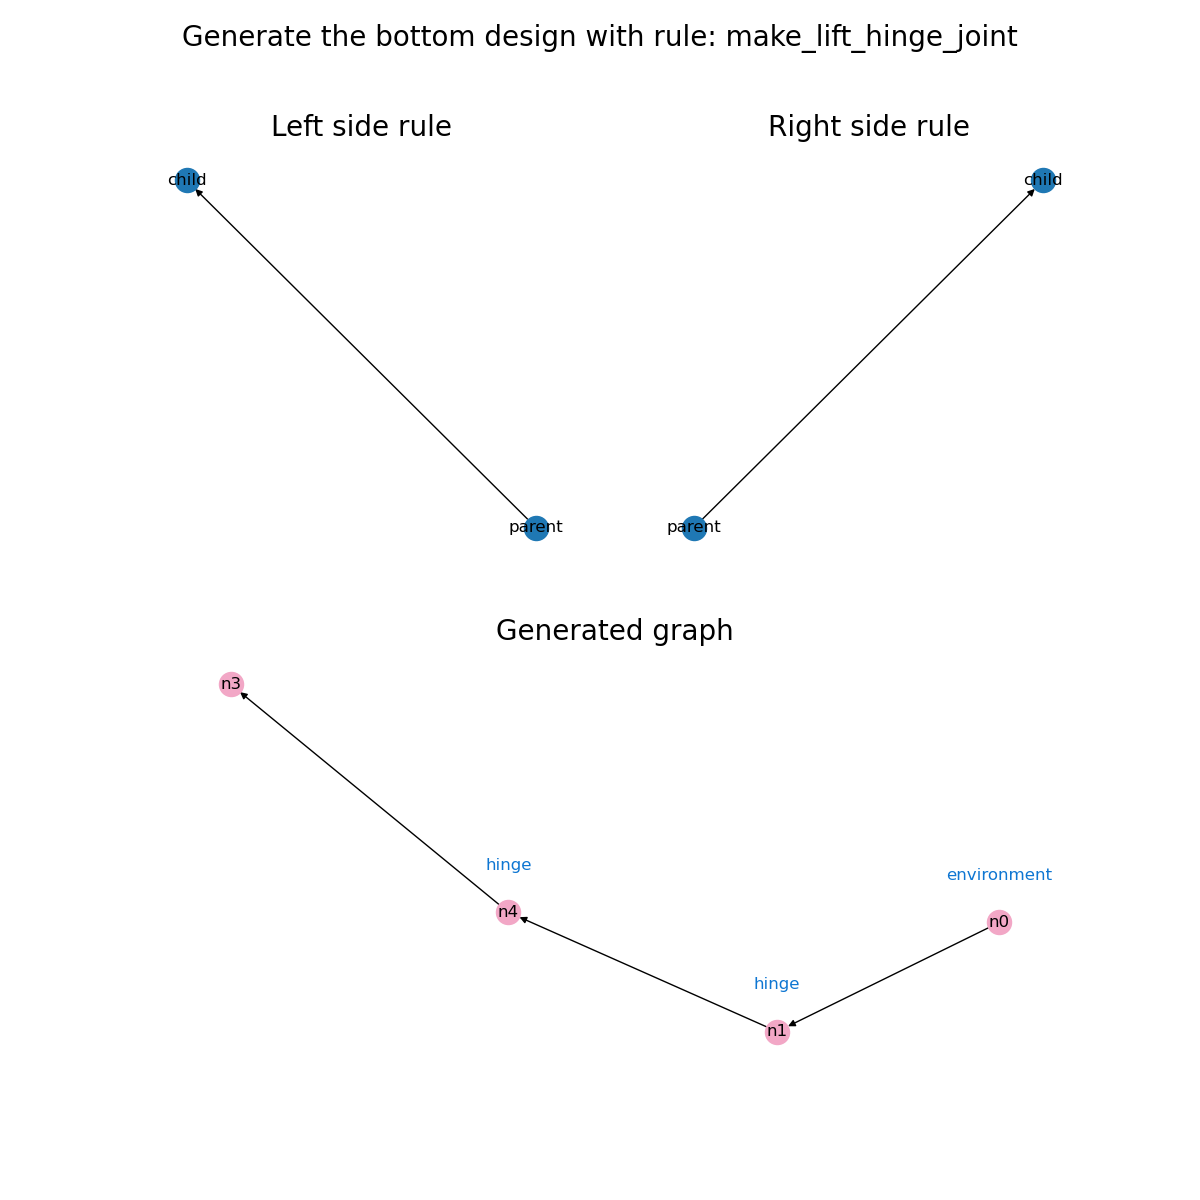 Generate the bottom design with rule: make_lift_hinge_joint
Left side rule
Right side rule
child
child
parent
parent
Generated graph
n3
hinge
environment
n4
n0
hinge
n1